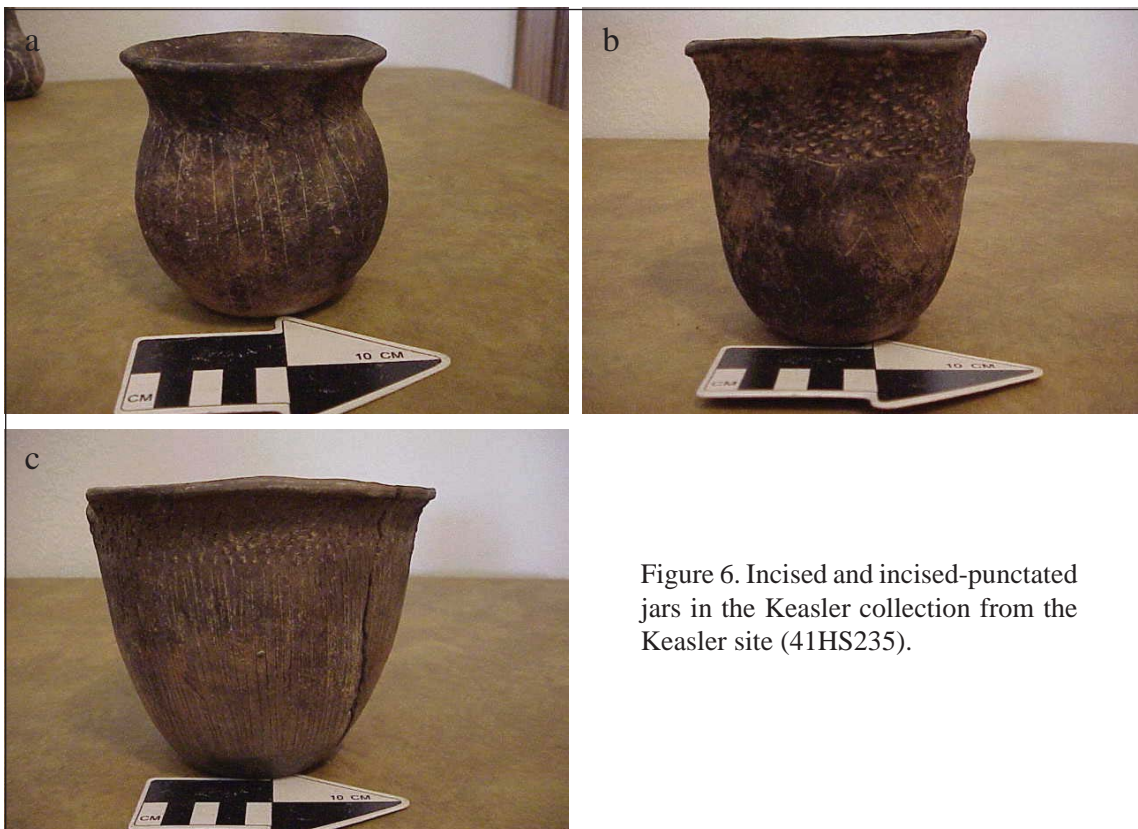 a
10 CM
CM
b
10 CM
CM
c
10 CM
CM
Figure 6. Incised and incised-punctated
jars in the Keasler collection from the
Keasler site (41HS235).